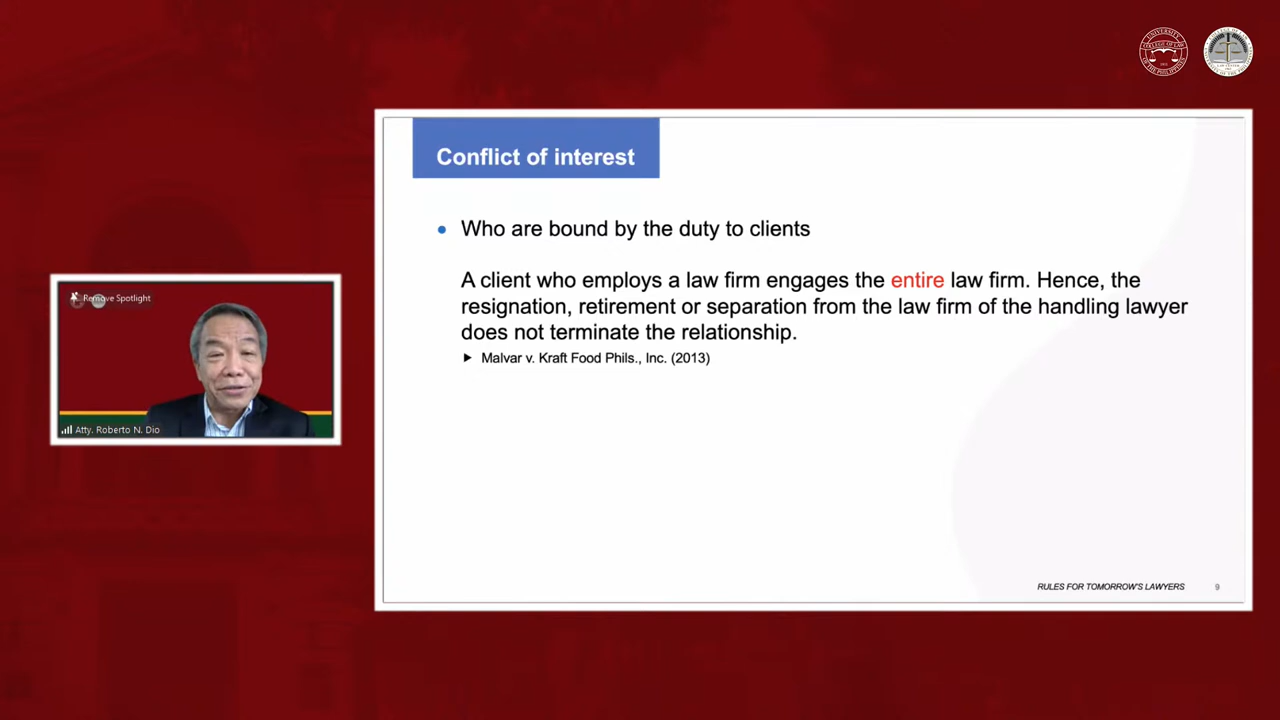 Conflict of interest
Who are bound by the duty to clients
A client who employs a law firm engages the entire law firm. Hence, the
resignation, retirement or separation from the law firm of the handling lawyer
does not terminate the relationship.
Malvar v. Kraft Food Phils., Inc. (2013)
Remove Spotlight
Atty. Roberto N. Dio
RULES FOR TOMORROW'S LAWYERS 9